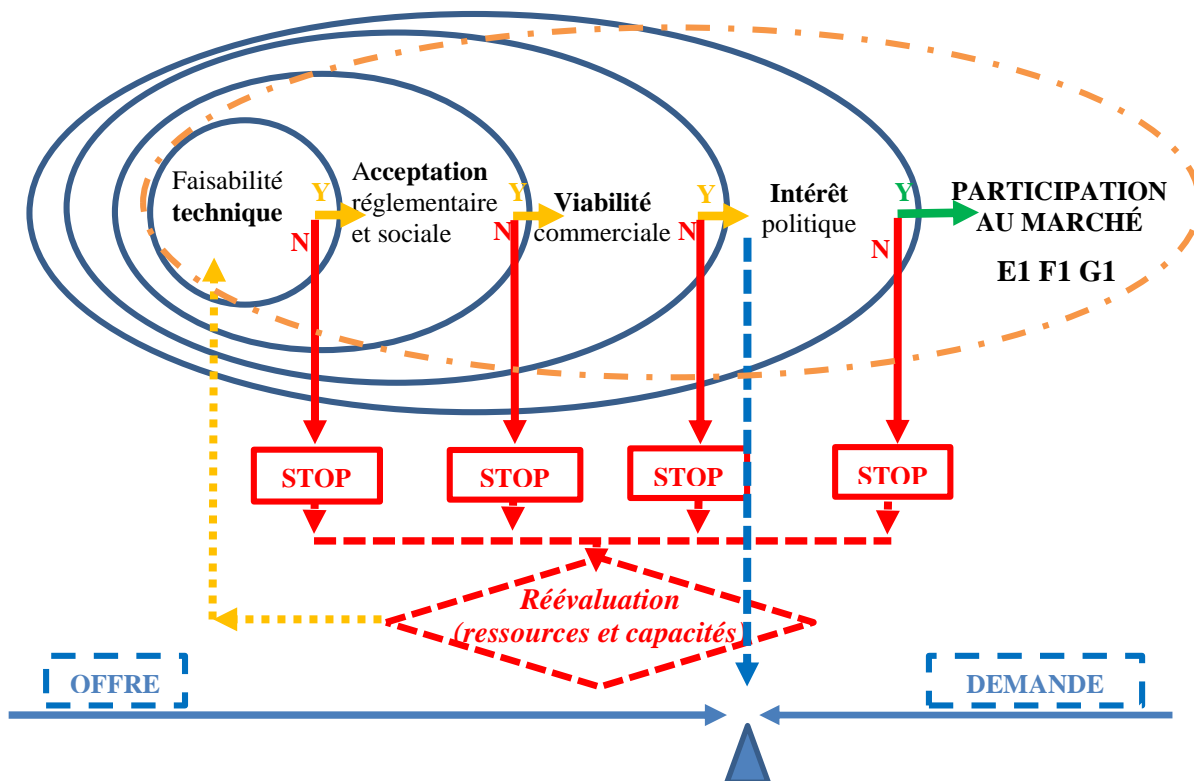 Faisabilité
technique
Y
N
Acceptation
réglementaire
et sociale
Y
N
Viabilité
commerciale
Y
N
Intérêt
politique
Y
N
PARTICIPATION
AU MARCHÉ
E1 F1 G1
STOP
STOP
STOP
STOP
Réévaluation
(ressources et capacités)
OFFRE
DEMANDE